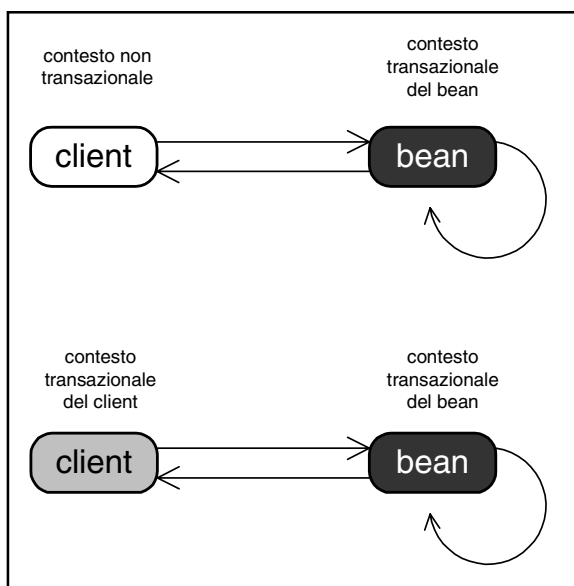 contesto non
transazionale
contesto
transazionale
del bean
client
bean
contesto
transazionale
del client
contesto
transazionale
del bean
client
bean